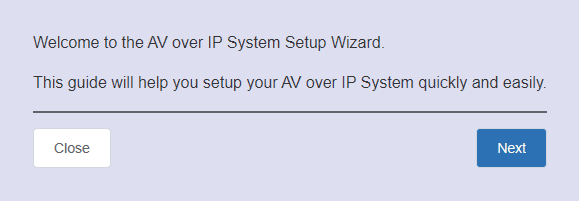 Welcome to the AV over IP System Setup Wizard.
This guide will help you setup your AV over IP System quickly and easily.
Close
Next